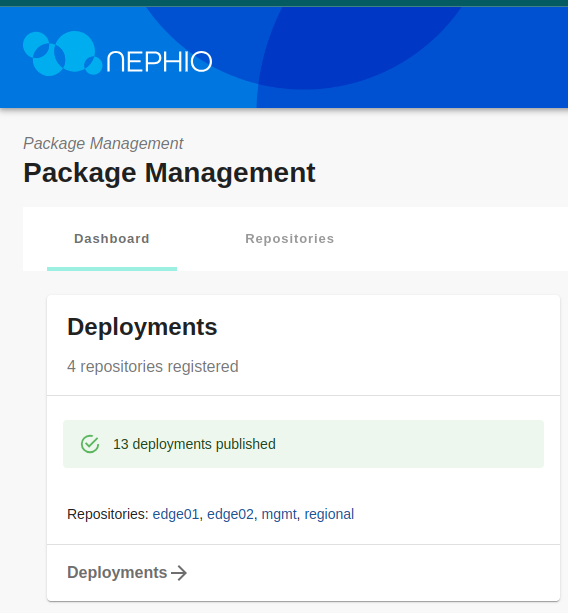 NEPHIO
Package Management
Package Management
Dashboard Repositories
Deployments
4 repositories registered
13 deployments published
Repositories: edge01, edge02, mgmt, regional
Deployments